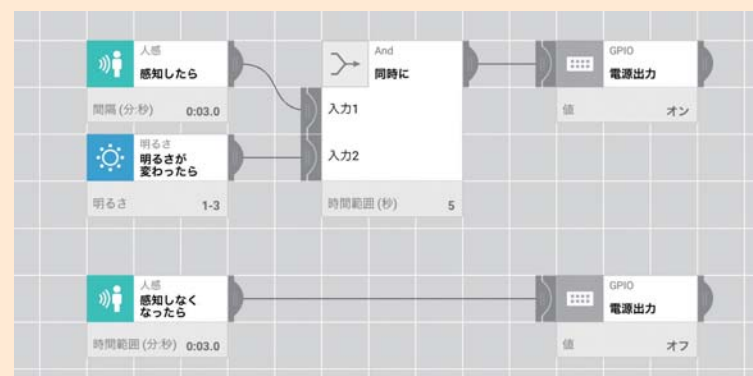 人感
感知したら
間隔 (分:秒) 0:03.0
And
同時に
入力1
入力2
時間範囲 (秒) 5
GPIO
電源出力
値 オン
明るさ
明るさが
変わったら
明るさ 1-3
人感
感知しなく
なったら
時間範囲 (分:秒) 0:03.0
GPIO
電源出力
値 オフ